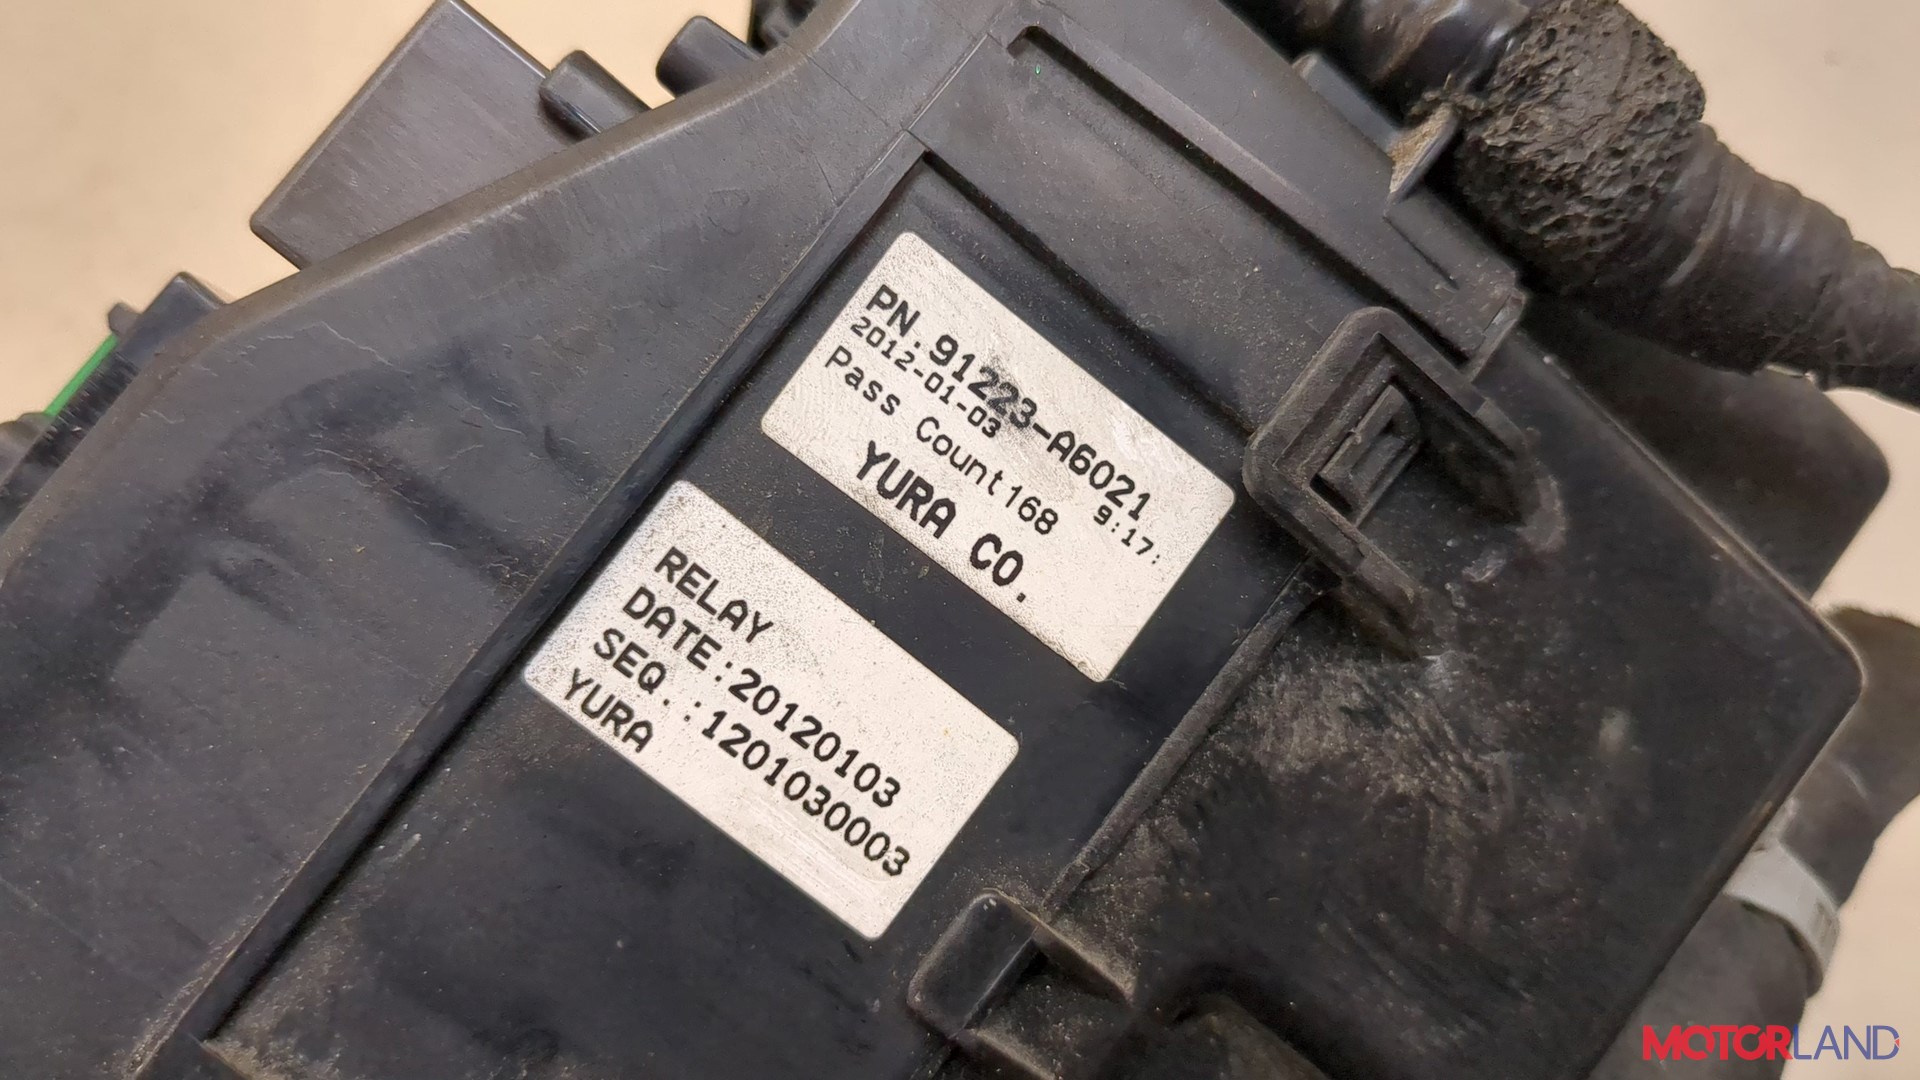 PN.91223-A6021
2012-01-03 9:17:
Pass Count168
YURA CO.
RELAY
DATE:20120103
SEQ.:1201030003
YURA
MOTORLAND